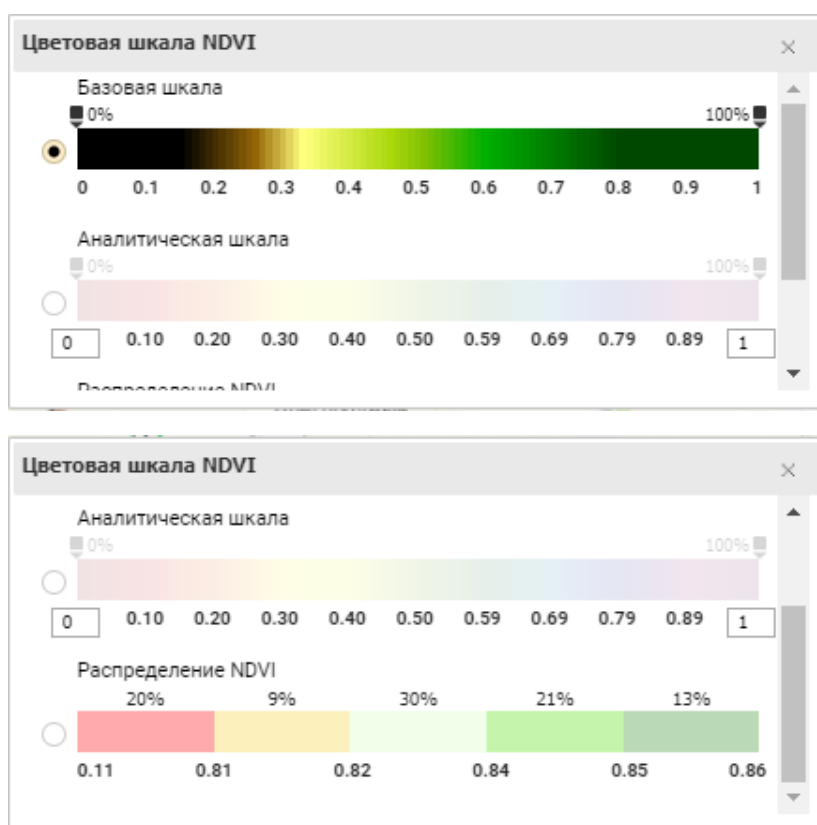 Цветовая шкала NDVI ×
Базовая шкала
0% 100%
0 0.1 0.2 0.3 0.4 0.5 0.6 0.7 0.8 0.9 1
Аналитическая шкала
0% 100%
0 0.10 0.20 0.30 0.40 0.50 0.59 0.69 0.79 0.89 1
Распределение NDVI
Цветовая шкала NDVI ×
Аналитическая шкала
0% 100%
0 0.10 0.20 0.30 0.40 0.50 0.59 0.69 0.79 0.89 1
Распределение NDVI
20% 9% 30% 21% 13%
0.11 0.81 0.82 0.84 0.85 0.86